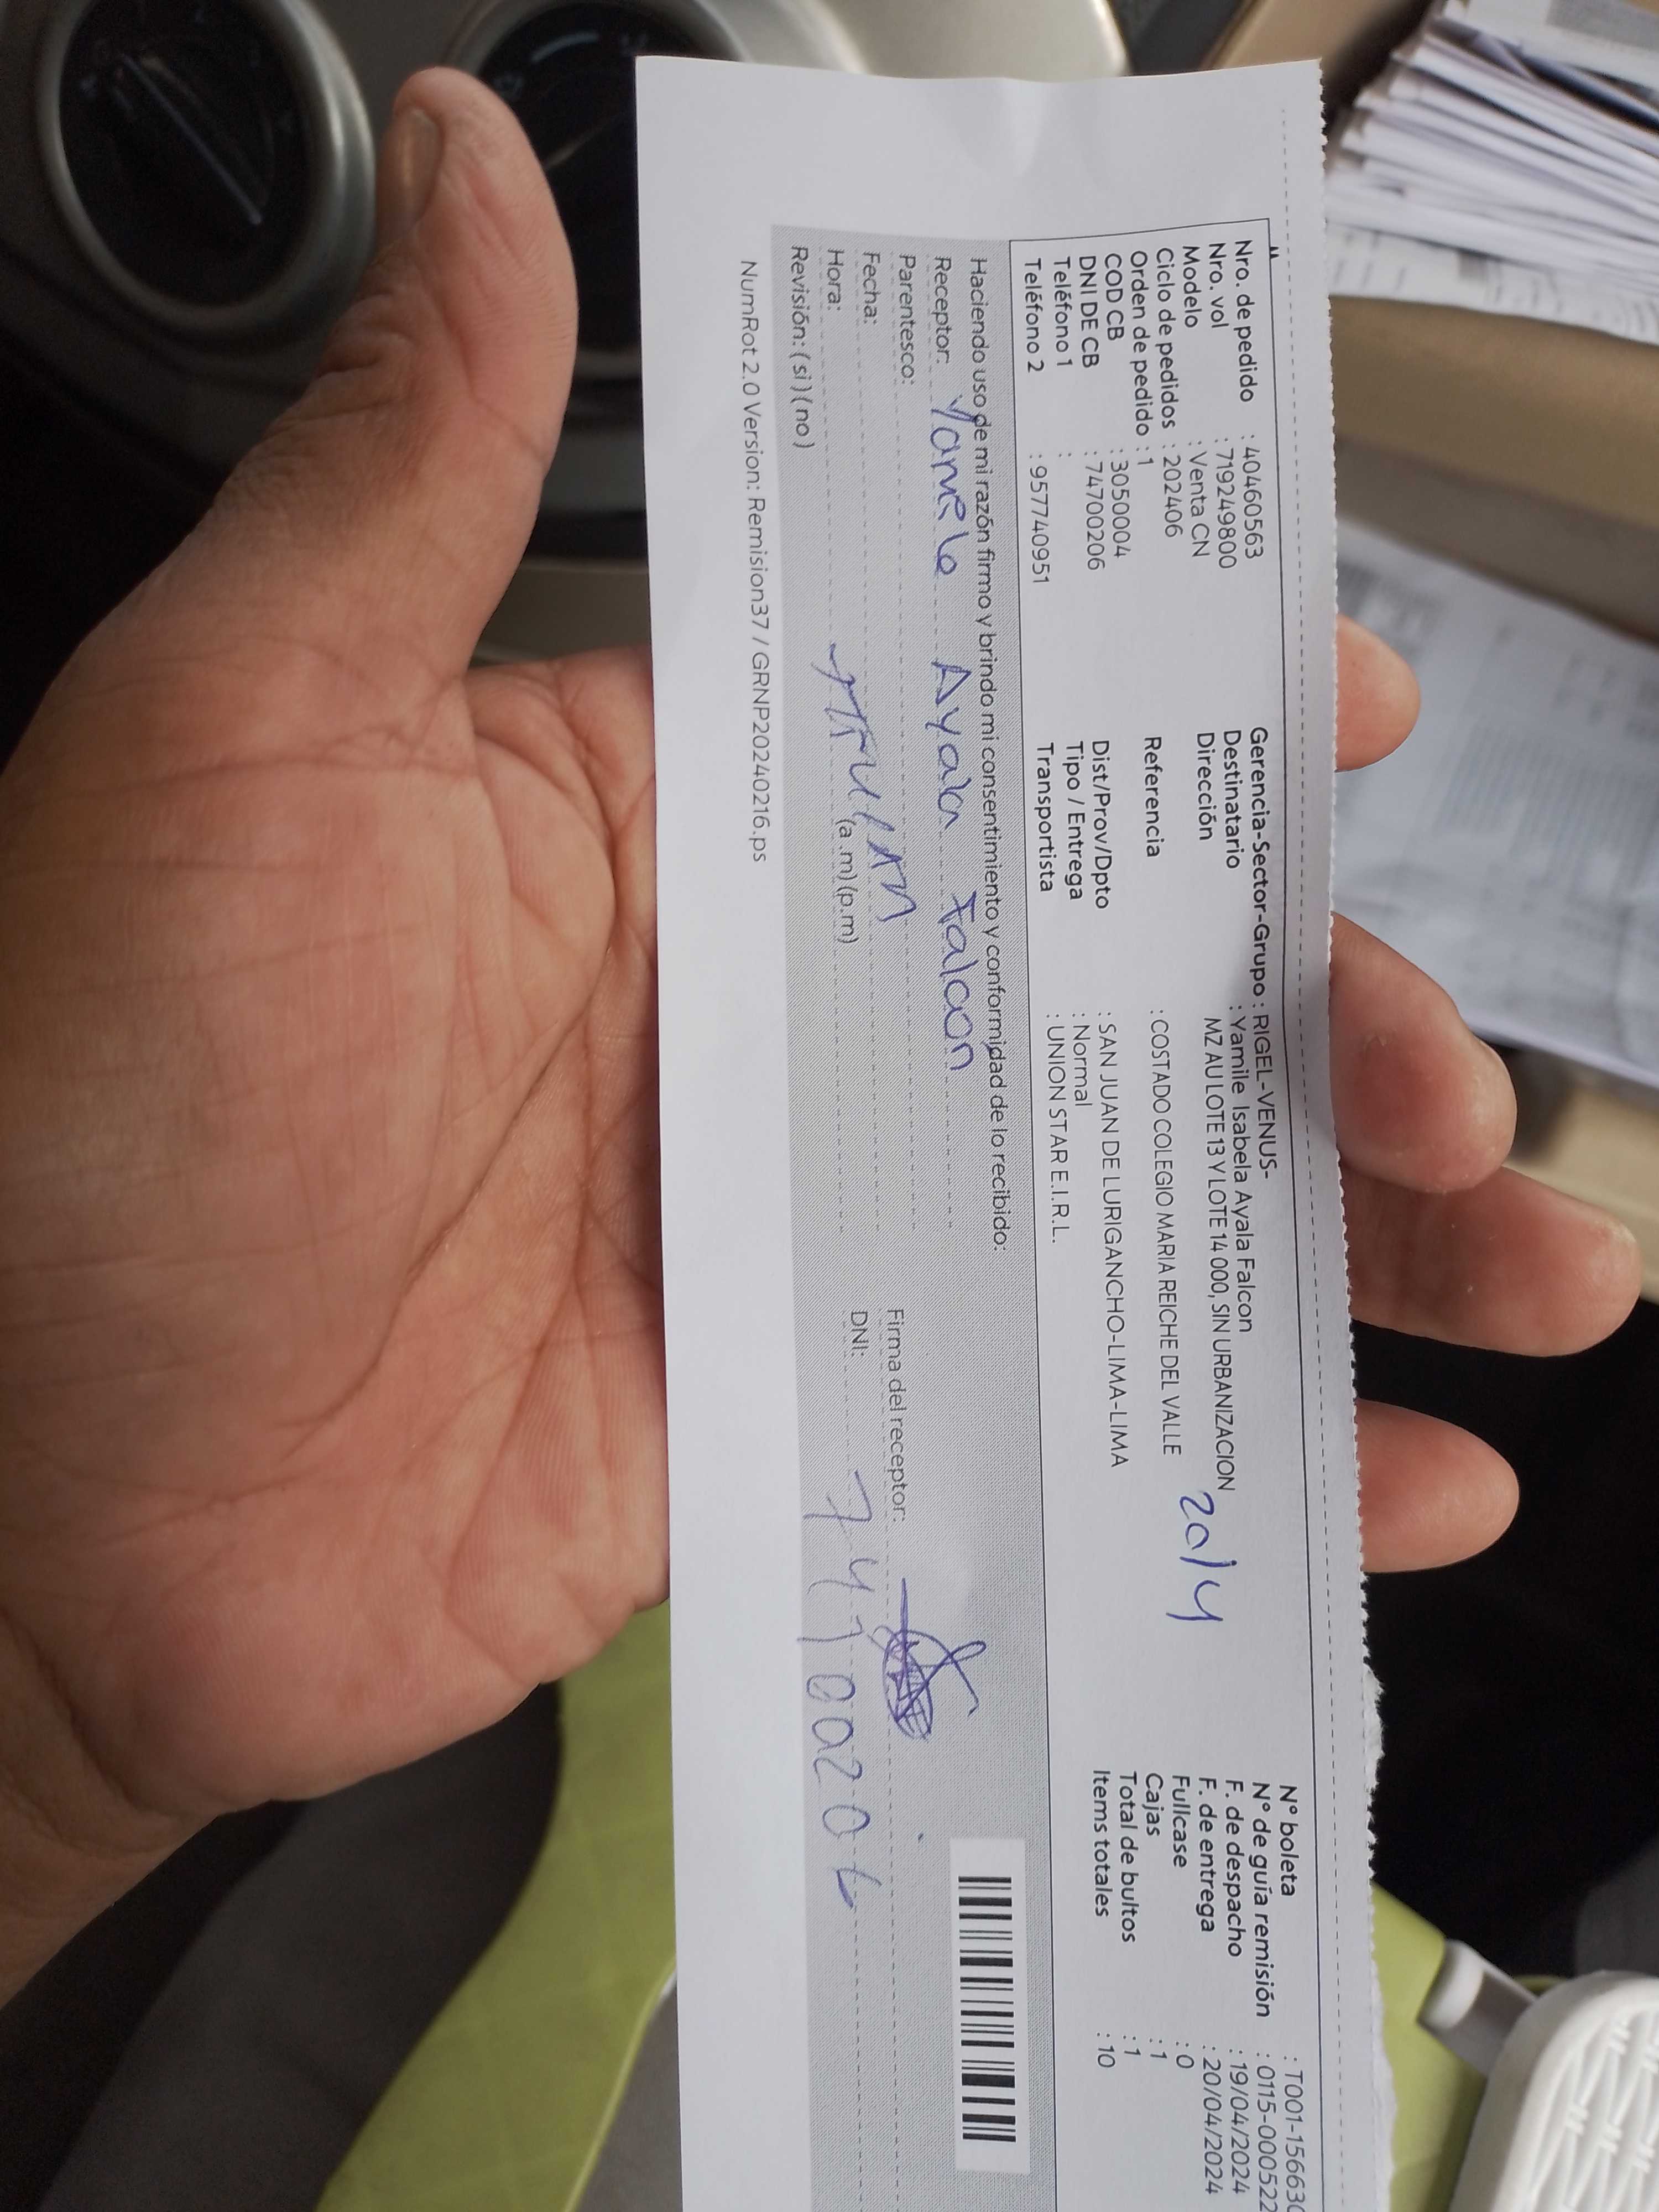 Nro. de pedido : 40460563
Nro. vol : 719249800
Modelo : Venta CN
Ciclo de pedidos : 202406
Orden de pedido : 1
COD CB : 3050004
DNI DE CB : 74700206
Teléfono 1 :
Teléfono 2 : 957740951
Gerencia-Sector-Grupo : RIGEL-VENUS-
Destinatario : Yamile Isabela Ayala Falcon
Dirección MZ AU LOTE 13 Y LOTE 14 000, SIN URBANIZACION
Referencia : COSTADO COLEGIO MARIA REICHE DEL VALLE
Dist/Prov/Dpto : SAN JUAN DE LURIGANCHO-LIMA-LIMA
Tipo / Entrega : Normal
Transportista : UNION STAR E.I.R.L.
20/4
N° boleta : T001-156630
N° de guía remisión : 0115-000522
F. de despacho : 19/04/2024
F. de entrega : 20/04/2024
Fullcase : 0
Cajas : 1
Total de bultos : 1
Items totales : 10
Haciendo uso de mi razón firmo y brindo mi consentimiento y conformidad de lo recibido:
Receptor: Ayala Falcon
Parentesco:
Fecha:
Hora: (a.m) (p.m)
Revisión: ( si ) ( no )
Firma del receptor:
DNI: 74700206
NumRot 2.0 Version: Remision37 / GRNP20240216.ps